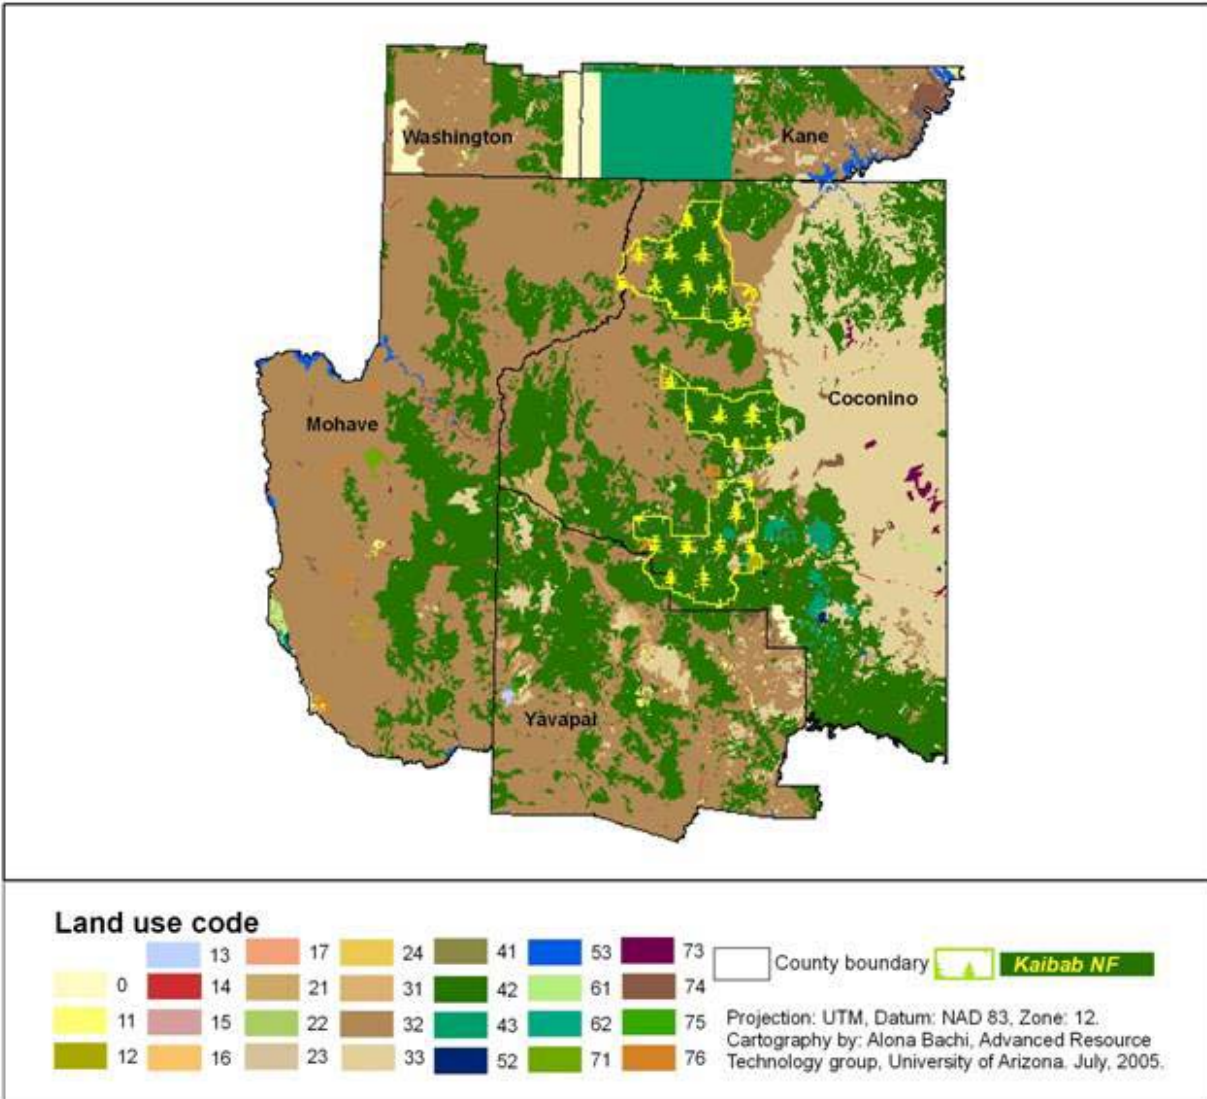 Washington
Kane
Mohave
Coconino
Yavapai
Land use code
13 17 24 41 53 73
0 14 21 31 42 61 74
11 15 22 32 43 62 75
12 16 23 33 52 71 76
County boundary
Kaibab NF
Projection: UTM, Datum: NAD 83, Zone: 12.
Cartography by: Alona Bachi, Advanced Resource
Technology group, University of Arizona. July, 2005.